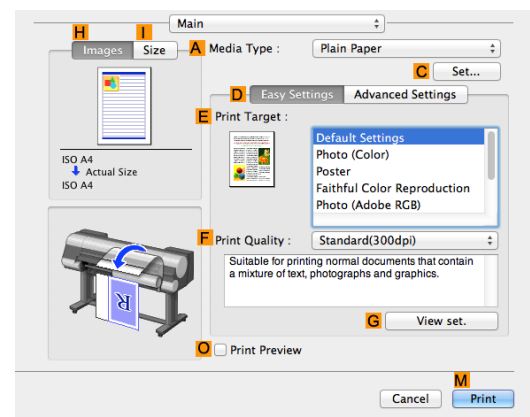 Main
H
I
Images
Size
A
Media Type :
Plain Paper
C
Set...
D
Easy Settings
Advanced Settings
E
Print Target :
Default Settings
Photo (Color)
Poster
Faithful Color Reproduction
Photo (Adobe RGB)
ISO A4
Actual Size
ISO A4
F
Print Quality :
Standard(300dpi)
Suitable for printing normal documents that contain
a mixture of text, photographs and graphics.
R
G
View set.
O
Print Preview
M
Cancel
Print